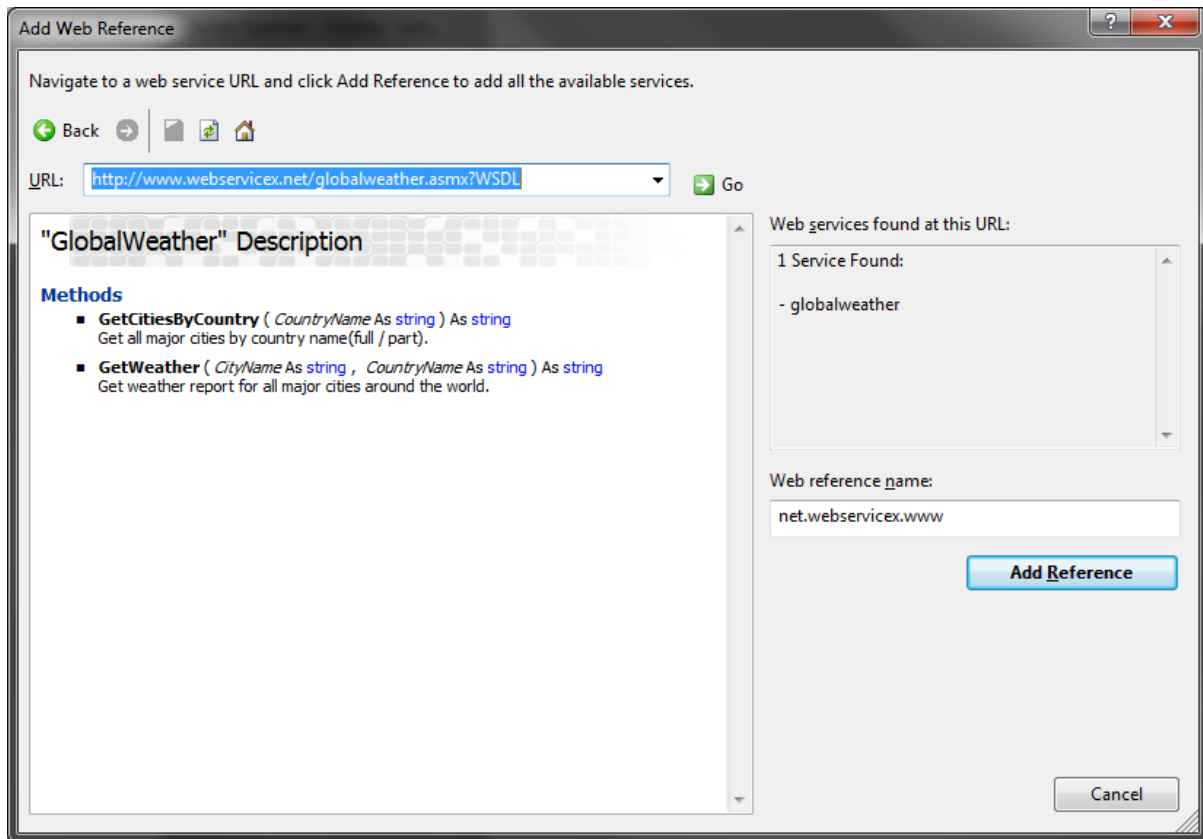 Add Web Reference
Navigate to a web service URL and click Add Reference to add all the available services.
Back
URL: http://www.webservicex.net/globalweather.asmx?WSDL Go
"GlobalWeather" Description
Methods
GetCitiesByCountry ( CountryName As string ) As string
Get all major cities by country name(full / part).
GetWeather ( CityName As string , CountryName As string ) As string
Get weather report for all major cities around the world.
Web services found at this URL:
1 Service Found:
- globalweather
Web reference name:
net.webservicex.www
Add Reference
Cancel